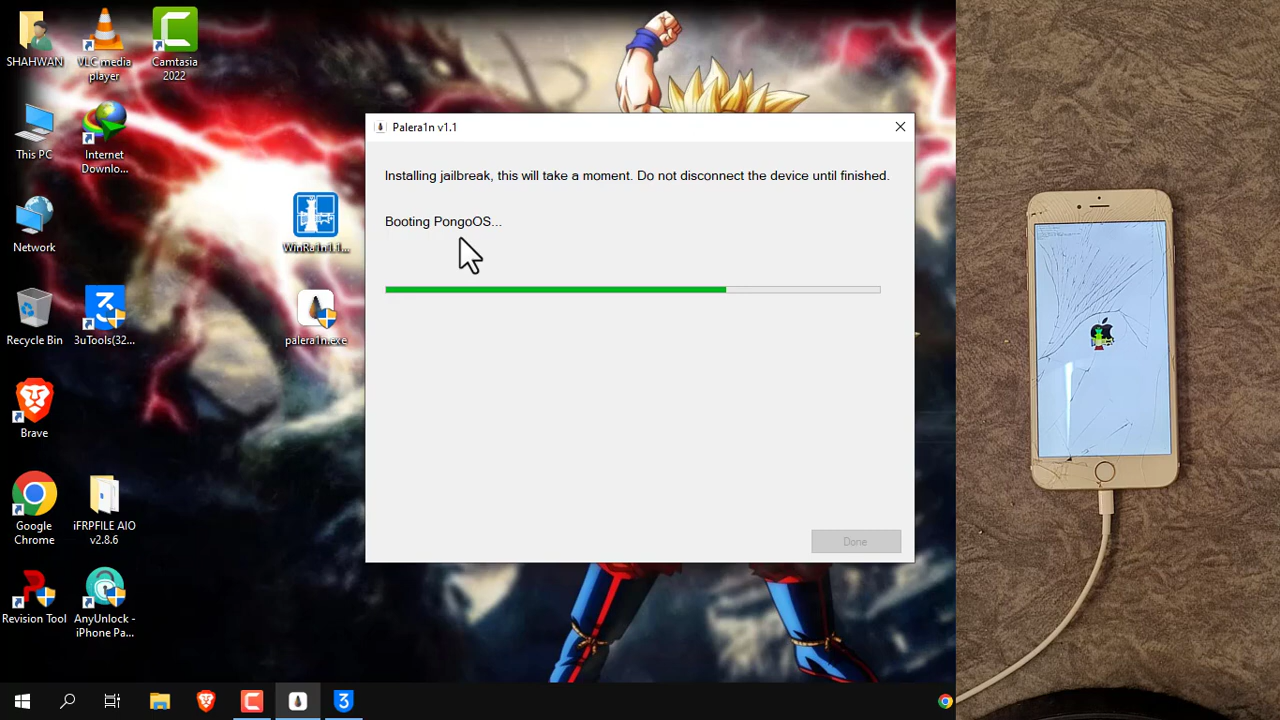 SHAHWAN
VLC media
player
Camtasia
2022
This PC
Internet
Downlo...
Network
WinRa1n1.1...
Recycle Bin
3uTools(32...
palera1n.exe
Brave
Google
Chrome
iFRPFILE AIO
v2.8.6
Revision Tool
AnyUnlock -
iPhone Pa...
Palera1n v1.1
Installing jailbreak, this will take a moment. Do not disconnect the device until finished.
Booting PongoOS...
Done